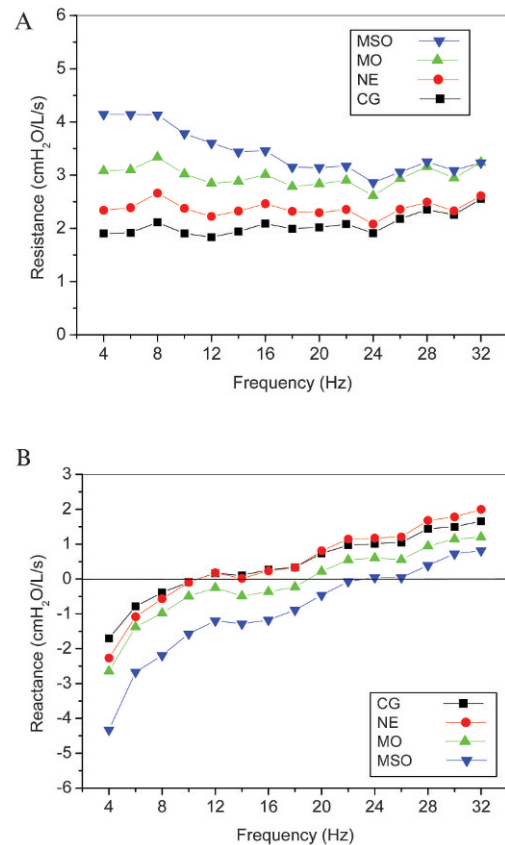 A
6
5
4
3
2
1
0
Resistance (cmH₂O/L/s)
MSO
MO
NE
CG
4 8 12 16 20 24 28 32
Frequency (Hz)
B
3
2
1
0
-1
-2
-3
-4
-5
-6
Reactance (cmH₂O/L/s)
CG
NE
MO
MSO
4 8 12 16 20 24 28 32
Frequency (Hz)